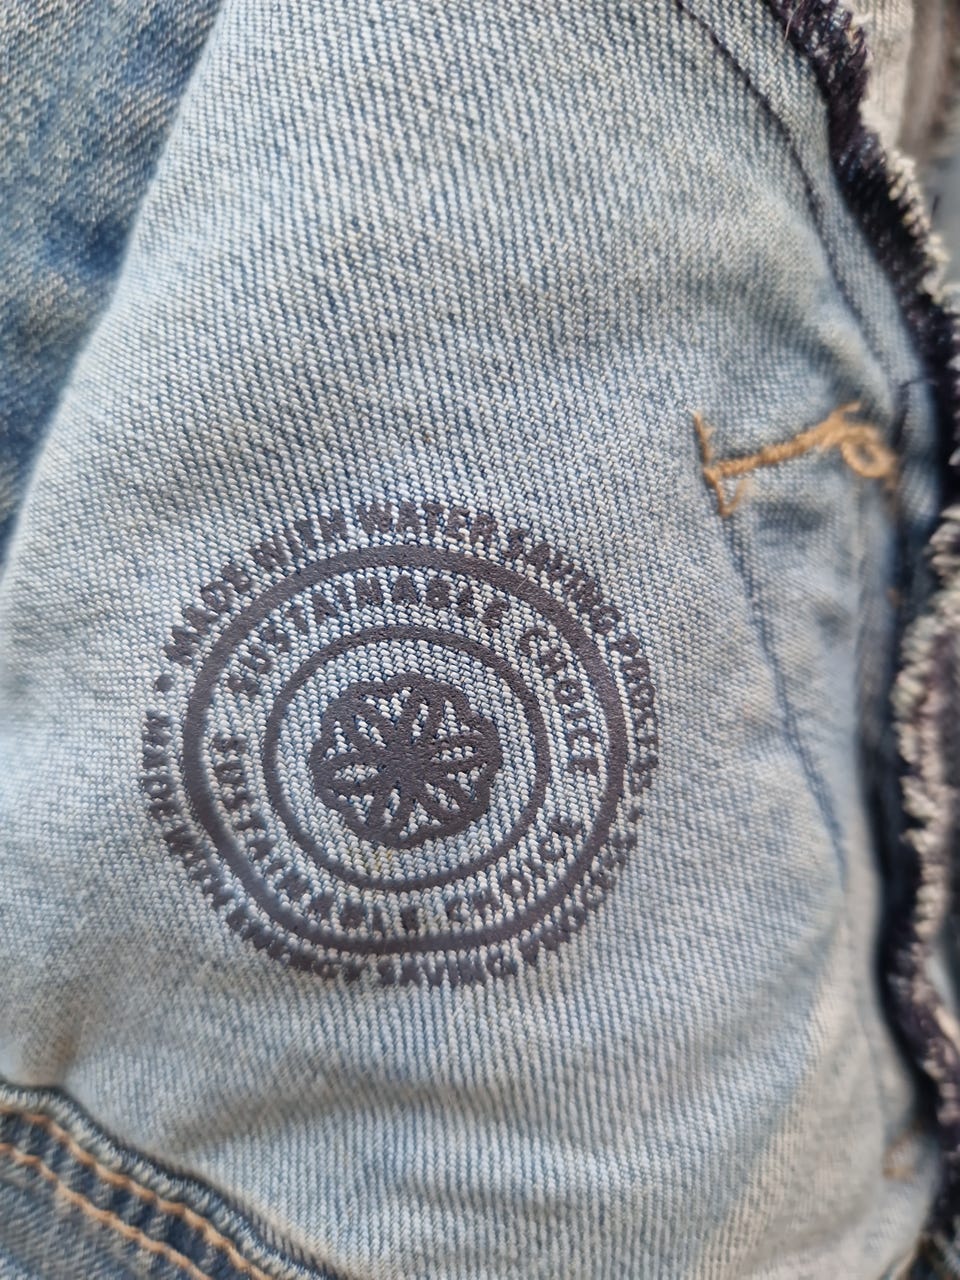 MADE WITH WATER SAVING PROCESS
SUSTAINABLE CHOICE
SUSTAINABLE CHOICE
MADE WITH ENERGY SAVING PROCESS